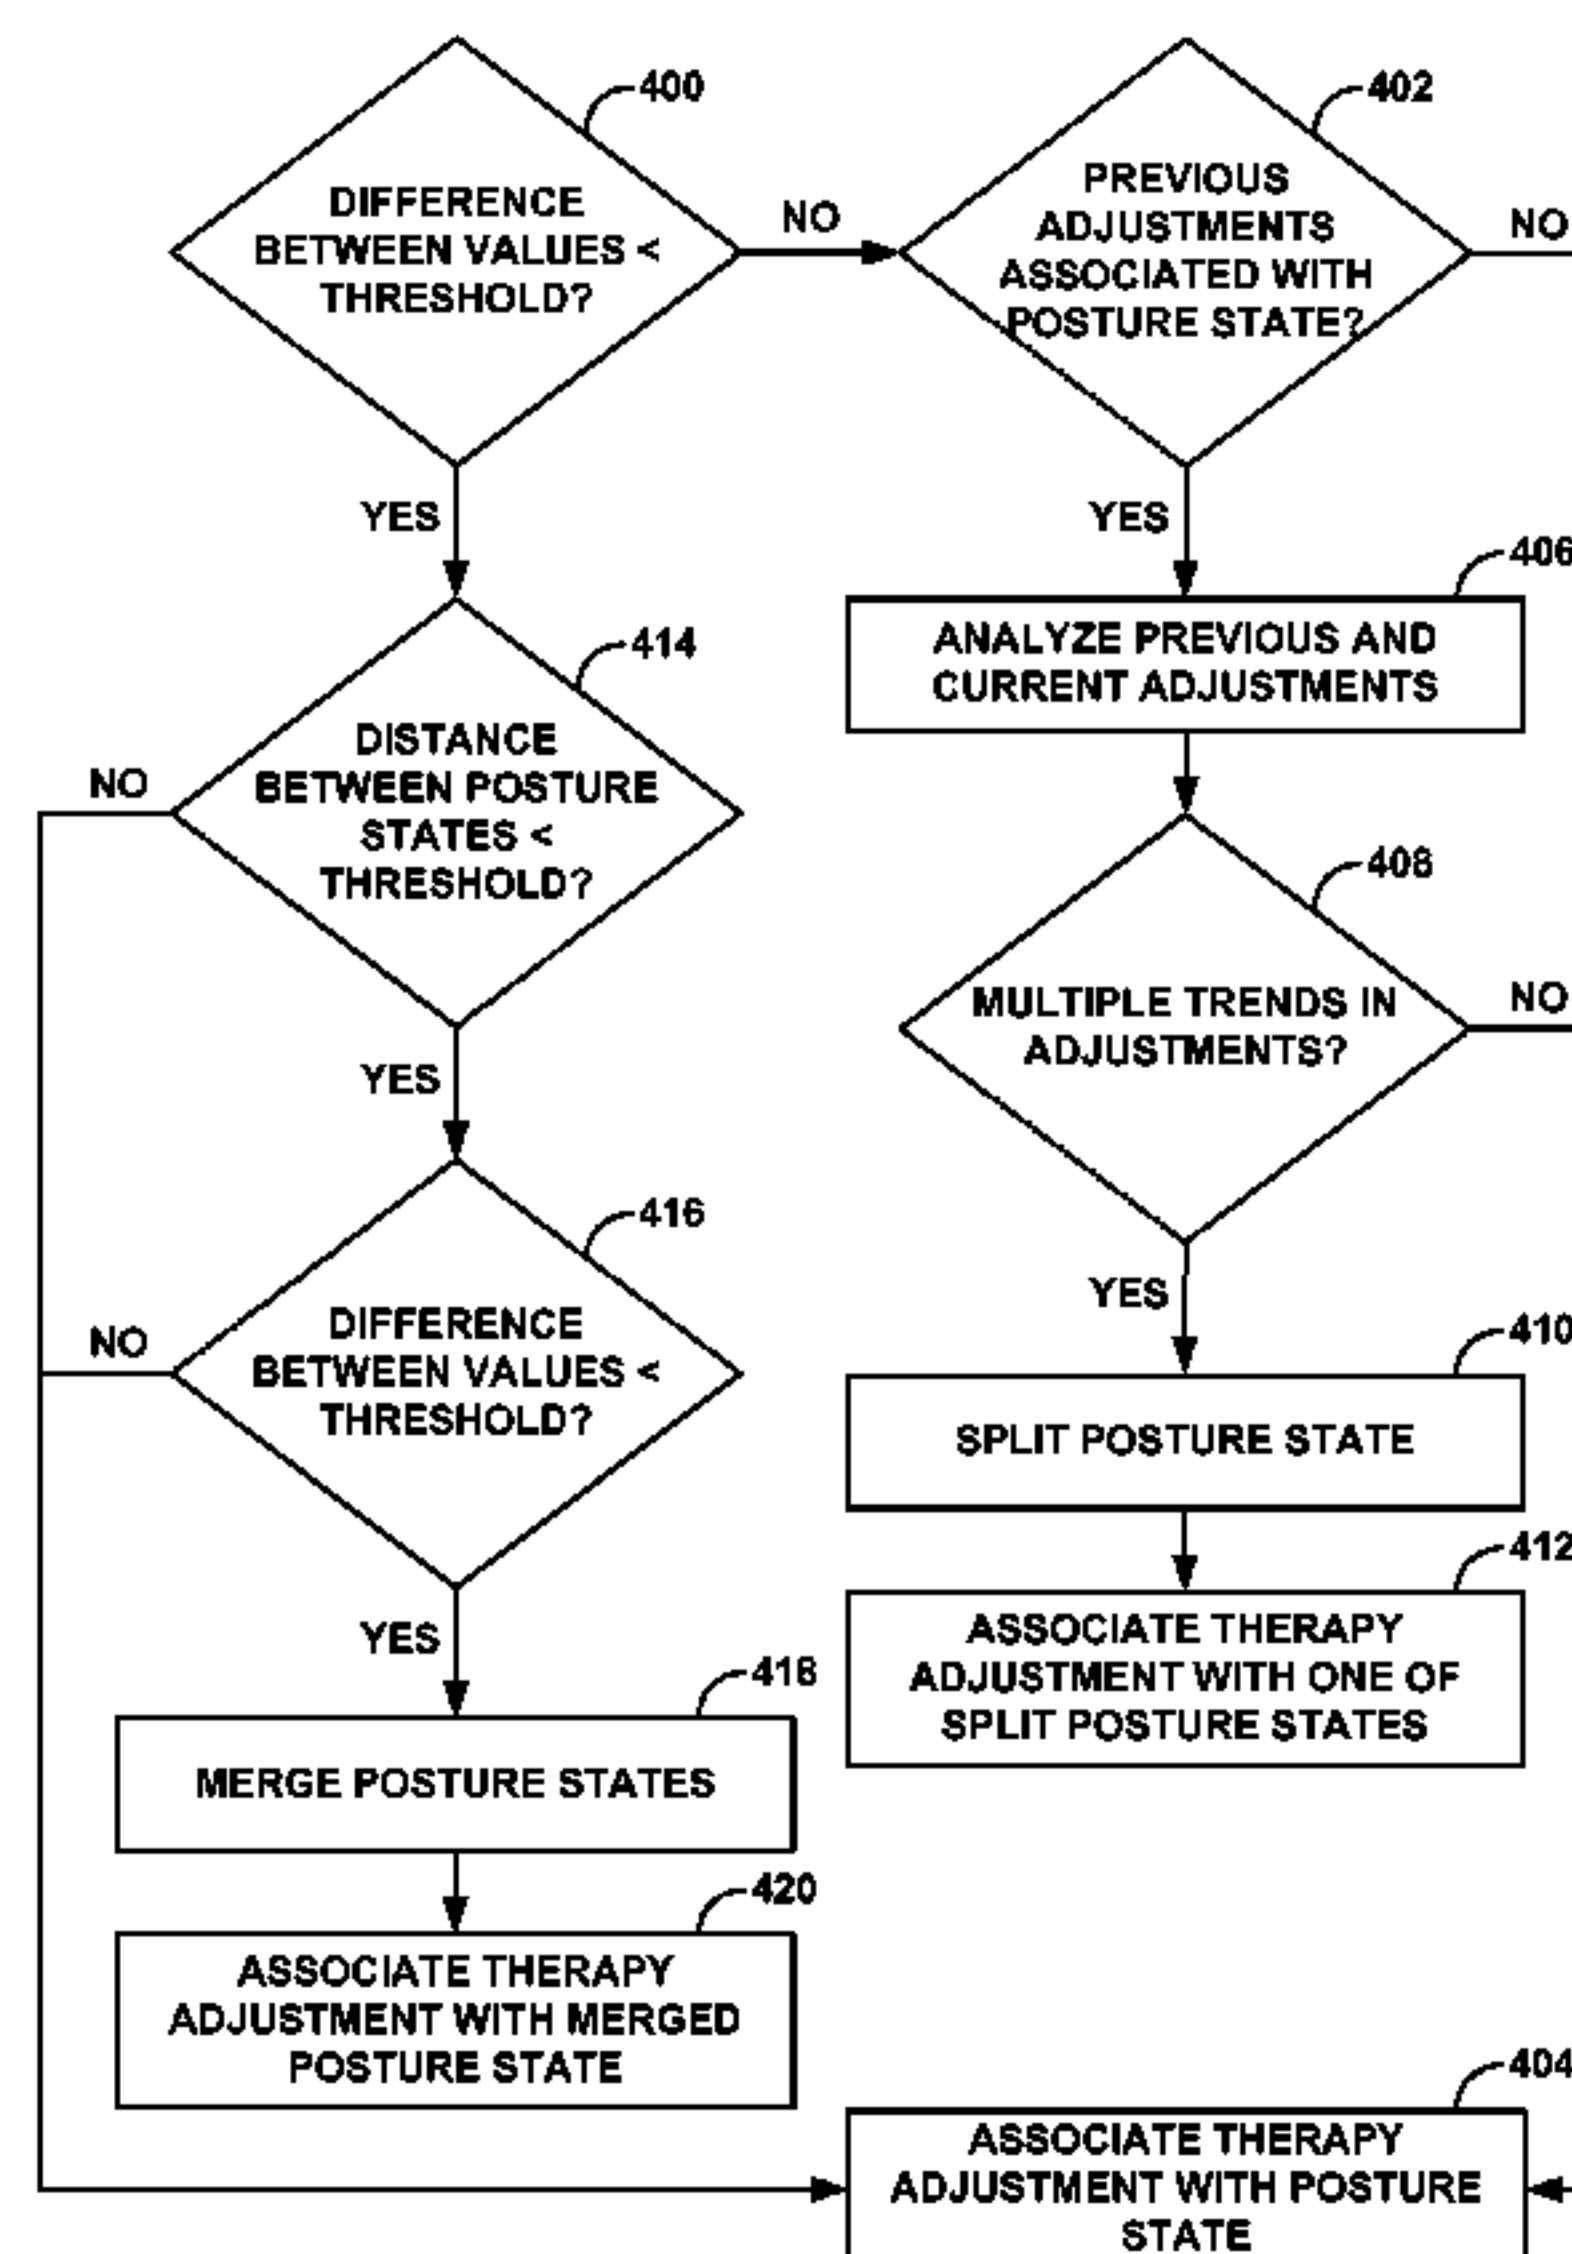 400
DIFFERENCE
BETWEEN VALUES <
THRESHOLD?
NO
402
PREVIOUS
ADJUSTMENTS
ASSOCIATED WITH
POSTURE STATE?
NO
YES
YES
406
ANALYZE PREVIOUS AND
CURRENT ADJUSTMENTS
414
DISTANCE
BETWEEN POSTURE
STATES <
THRESHOLD?
NO
408
MULTIPLE TRENDS IN
ADJUSTMENTS?
NO
YES
416
DIFFERENCE
BETWEEN VALUES <
THRESHOLD?
NO
YES
410
SPLIT POSTURE STATE
412
ASSOCIATE THERAPY
ADJUSTMENT WITH ONE OF
SPLIT POSTURE STATES
YES
418
MERGE POSTURE STATES
420
ASSOCIATE THERAPY
ADJUSTMENT WITH MERGED
POSTURE STATE
404
ASSOCIATE THERAPY
ADJUSTMENT WITH POSTURE
STATE